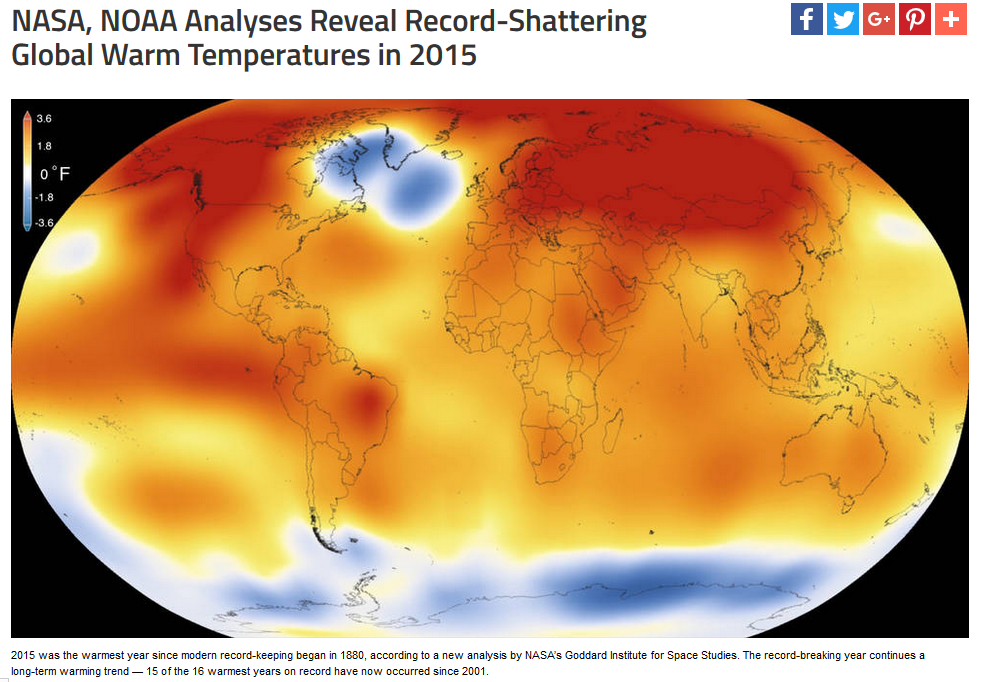 NASA, NOAA Analyses Reveal Record-Shattering
Global Warm Temperatures in 2015
f G+ +
3.6
1.8
0 °F
-1.8
-3.6
2015 was the warmest year since modern record-keeping began in 1880, according to a new analysis by NASA's Goddard Institute for Space Studies. The record-breaking year continues a
long-term warming trend — 15 of the 16 warmest years on record have now occurred since 2001.